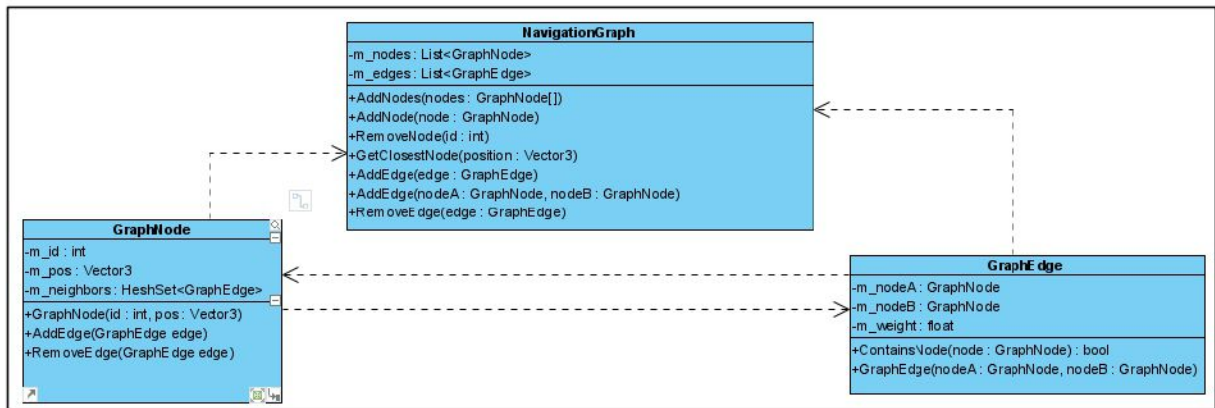 NavigationGraph
-m_nodes : List<GraphNode>
-m_edges : List<GraphEdge>
+AddNodes(nodes : GraphNode[])
+AddNode(node : GraphNode)
+RemoveNode(id : int)
+GetClosestNode(position : Vector3)
+AddEdge(edge : GraphEdge)
+AddEdge(nodeA : GraphNode, nodeB : GraphNode)
+RemoveEdge(edge : GraphEdge)
GraphNode
-m_id : int
-m_pos : Vector3
-m_neighbors : HeshSet<GraphEdge>
+GraphNode(id : int, pos : Vector3)
+AddEdge(GraphEdge edge)
+RemoveEdge(GraphEdge edge)
GraphEdge
-m_nodeA : GraphNode
-m_nodeB : GraphNode
-m_weight : float
+ContainsNode(node : GraphNode) : bool
+GraphEdge(nodeA : GraphNode, nodeB : GraphNode)